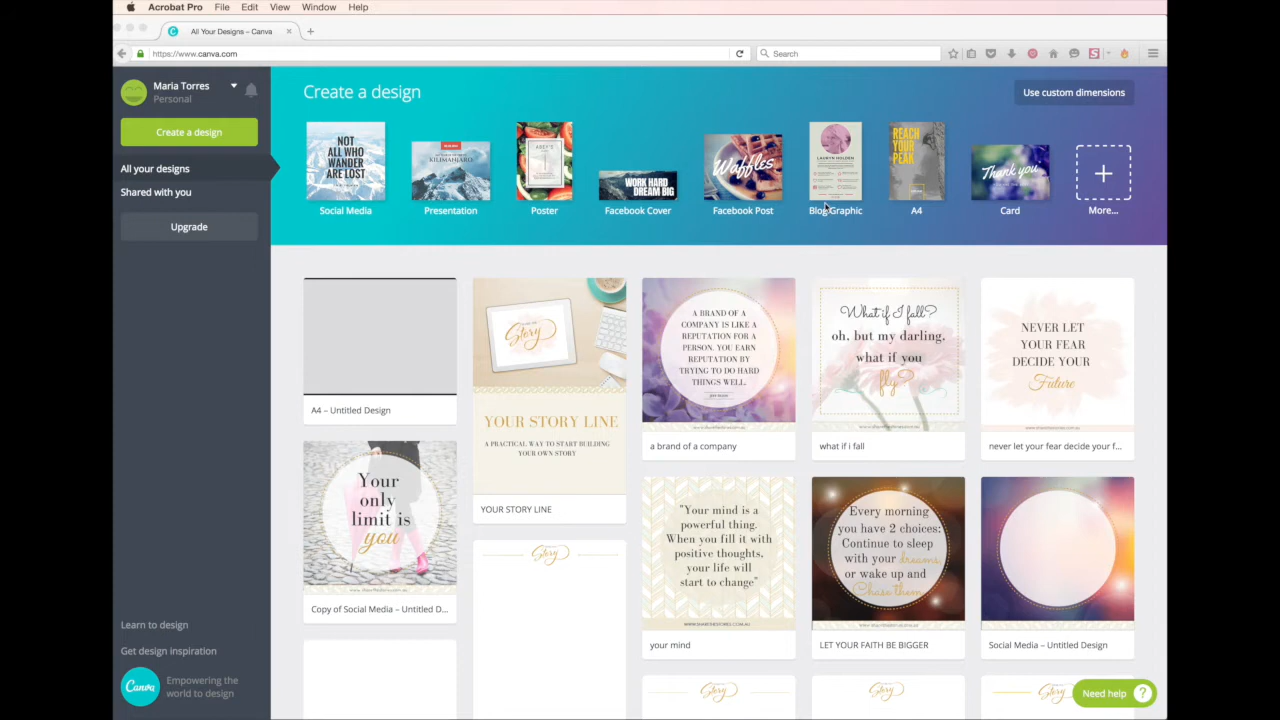 Acrobat Pro File Edit View Window Help
All Your Designs – Canva
https://www.canva.com
Search
Maria Torres
Personal
Create a design
All your designs
Shared with you
Upgrade
Learn to design
Get design inspiration
Canva
Empowering the
world to design
Create a design
Use custom dimensions
NOT
ALL WHO
WANDER
ARE LOST
KILIMANJARO
WORK HARD
DREAM BIG
Waffles
LAURYN HOLDEN
REACH
YOUR
PEAK
Thank you
Social Media
Presentation
Poster
Facebook Cover
Facebook Post
Blog Graphic
A4
Card
More...
A4 – Untitled Design
Story
YOUR STORY LINE
A PRACTICAL WAY TO START BUILDING
YOUR OWN STORY
YOUR STORY LINE
A BRAND OF A
COMPANY IS LIKE A
REPUTATION FOR A
PERSON. YOU EARN
REPUTATION BY
TRYING TO DO HARD
THINGS WELL.
a brand of a company
What if I fall?
oh, but my darling,
what if you
fly?
what if i fall
NEVER LET
YOUR FEAR
DECIDE YOUR
Future
never let your fear decide your f...
Your
only
limit is
you
Copy of Social Media – Untitled D...
Story
"Your mind is a
powerful thing.
When you fill it with
positive thoughts,
your life will
start to change"
your mind
Every morning
you have 2 choices:
Continue to sleep
with your dreams
or wake up and
Chase them
LET YOUR FAITH BE BIGGER
Social Media – Untitled Design
Story
Story
Story
Need help ?